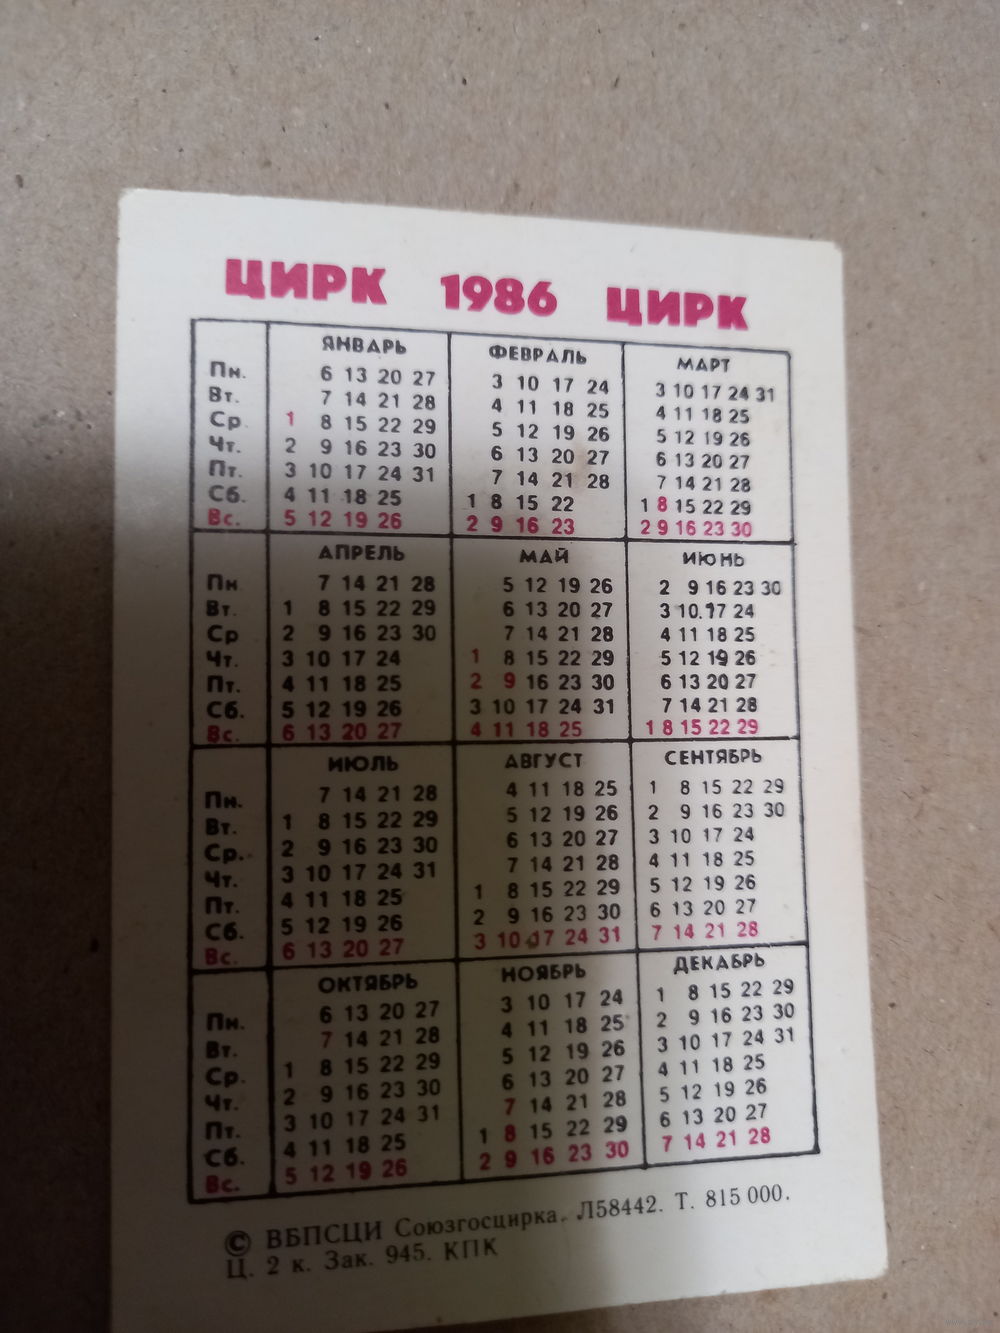 ЦИРК 1986 ЦИРК
ЯНВАРЬ ФЕВРАЛЬ МАРТ
Пн. 6 13 20 27 3 10 17 24 3 10 17 24 31
Вт. 7 14 21 28 4 11 18 25 4 11 18 25
Ср. 1 8 15 22 29 5 12 19 26 5 12 19 26
Чт. 2 9 16 23 30 6 13 20 27 6 13 20 27
Пт. 3 10 17 24 31 7 14 21 28 7 14 21 28
Сб. 4 11 18 25 1 8 15 22 1 8 15 22 29
Вс. 5 12 19 26 2 9 16 23 2 9 16 23 30
АПРЕЛЬ МАЙ ИЮНЬ
Пн 7 14 21 28 5 12 19 26 2 9 16 23 30
Вт. 1 8 15 22 29 6 13 20 27 3 10 17 24
Ср 2 9 16 23 30 7 14 21 28 4 11 18 25
Чт. 3 10 17 24 1 8 15 22 29 5 12 19 26
Пт. 4 11 18 25 2 9 16 23 30 6 13 20 27
Сб. 5 12 19 26 3 10 17 24 31 7 14 21 28
Вс. 6 13 20 27 4 11 18 25 1 8 15 22 29
ИЮЛЬ АВГУСТ СЕНТЯБРЬ
Пн. 7 14 21 28 4 11 18 25 1 8 15 22 29
Вт. 1 8 15 22 29 5 12 19 26 2 9 16 23 30
Ср. 2 9 16 23 30 6 13 20 27 3 10 17 24
Чт. 3 10 17 24 31 7 14 21 28 4 11 18 25
Пт. 4 11 18 25 1 8 15 22 29 5 12 19 26
Сб. 5 12 19 26 2 9 16 23 30 6 13 20 27
Вс. 6 13 20 27 3 10 17 24 31 7 14 21 28
ОКТЯБРЬ НОЯБРЬ ДЕКАБРЬ
Пн. 6 13 20 27 3 10 17 24 1 8 15 22 29
Вт. 7 14 21 28 4 11 18 25 2 9 16 23 30
Ср. 1 8 15 22 29 5 12 19 26 3 10 17 24 31
Чт. 2 9 16 23 30 6 13 20 27 4 11 18 25
Пт. 3 10 17 24 31 7 14 21 28 5 12 19 26
Сб. 4 11 18 25 1 8 15 22 29 6 13 20 27
Вс. 5 12 19 26 2 9 16 23 30 7 14 21 28
© ВБПСЦИ Союзгосцирка. Л58442. Т. 815 000.
Ц. 2 к. Зак. 945. КПК